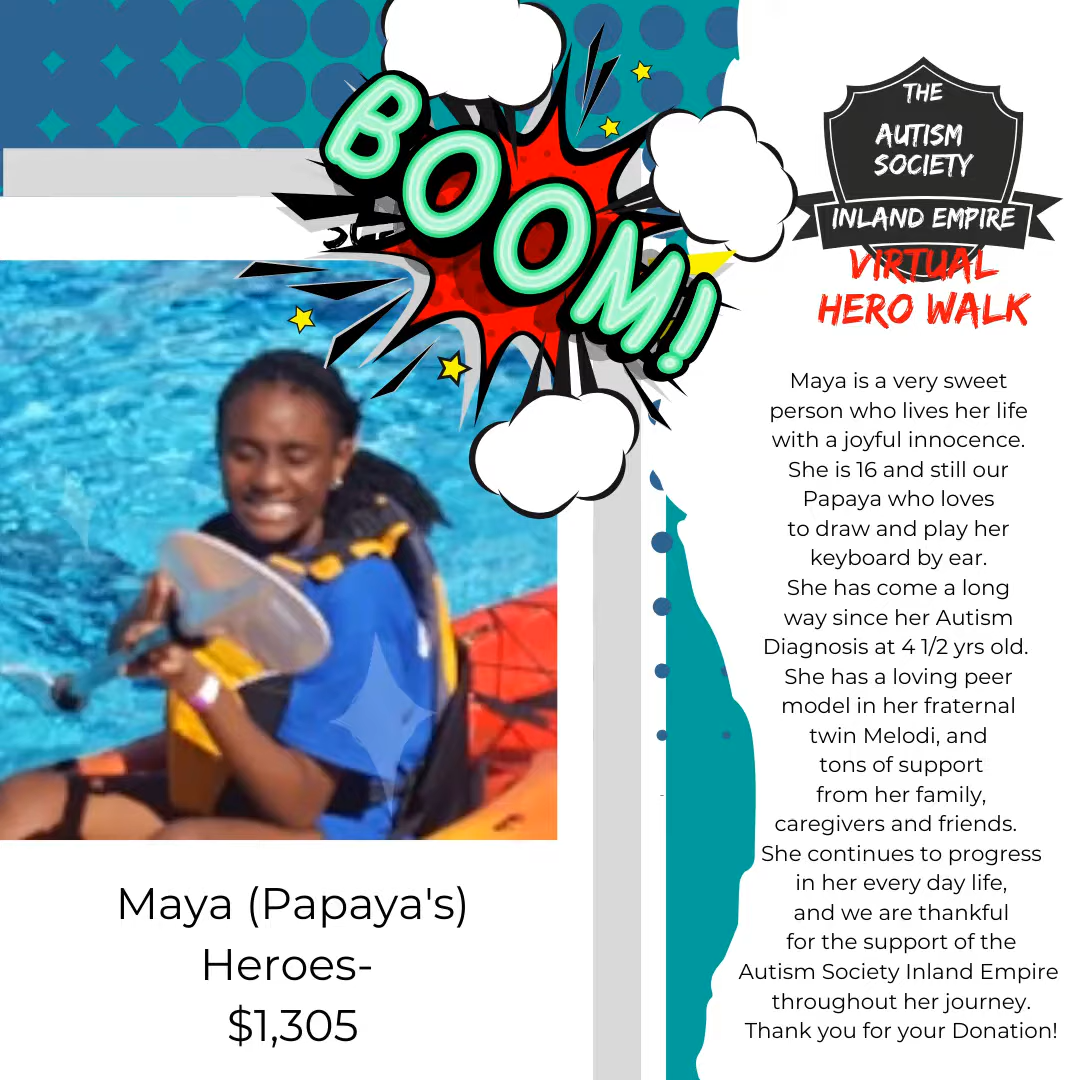 BOOM!
THE
AUTISM
SOCIETY
INLAND EMPIRE
VIRTUAL
HERO WALK
Maya is a very sweet
person who lives her life
with a joyful innocence.
She is 16 and still our
Papaya who loves
to draw and play her
keyboard by ear.
She has come a long
way since her Autism
Diagnosis at 4 1/2 yrs old.
She has a loving peer
model in her fraternal
twin Melodi, and
tons of support
from her family,
caregivers and friends.
She continues to progress
in her every day life,
and we are thankful
for the support of the
Autism Society Inland Empire
throughout her journey.
Thank you for your Donation!
Maya (Papaya's)
Heroes-
$1,305